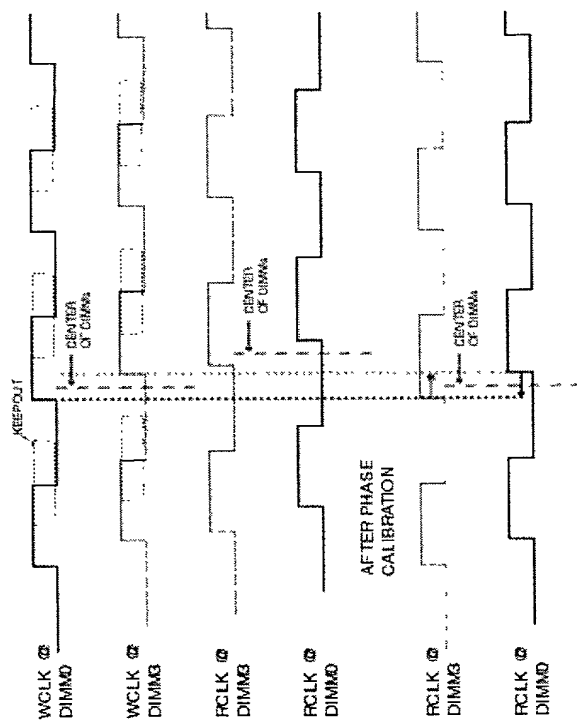 WCLK @
DIMM0
WCLK @
DIMM3
RCLK @
DIMM3
RCLK @
DIMM0
RCLK @
DIMM3
RCLK @
DIMM0
KEEPOUT
CENTER
OF DIMMs
CENTER
OF DIMMs
AFTER PHASE
CALIBRATION
CENTER
OF DIMMs